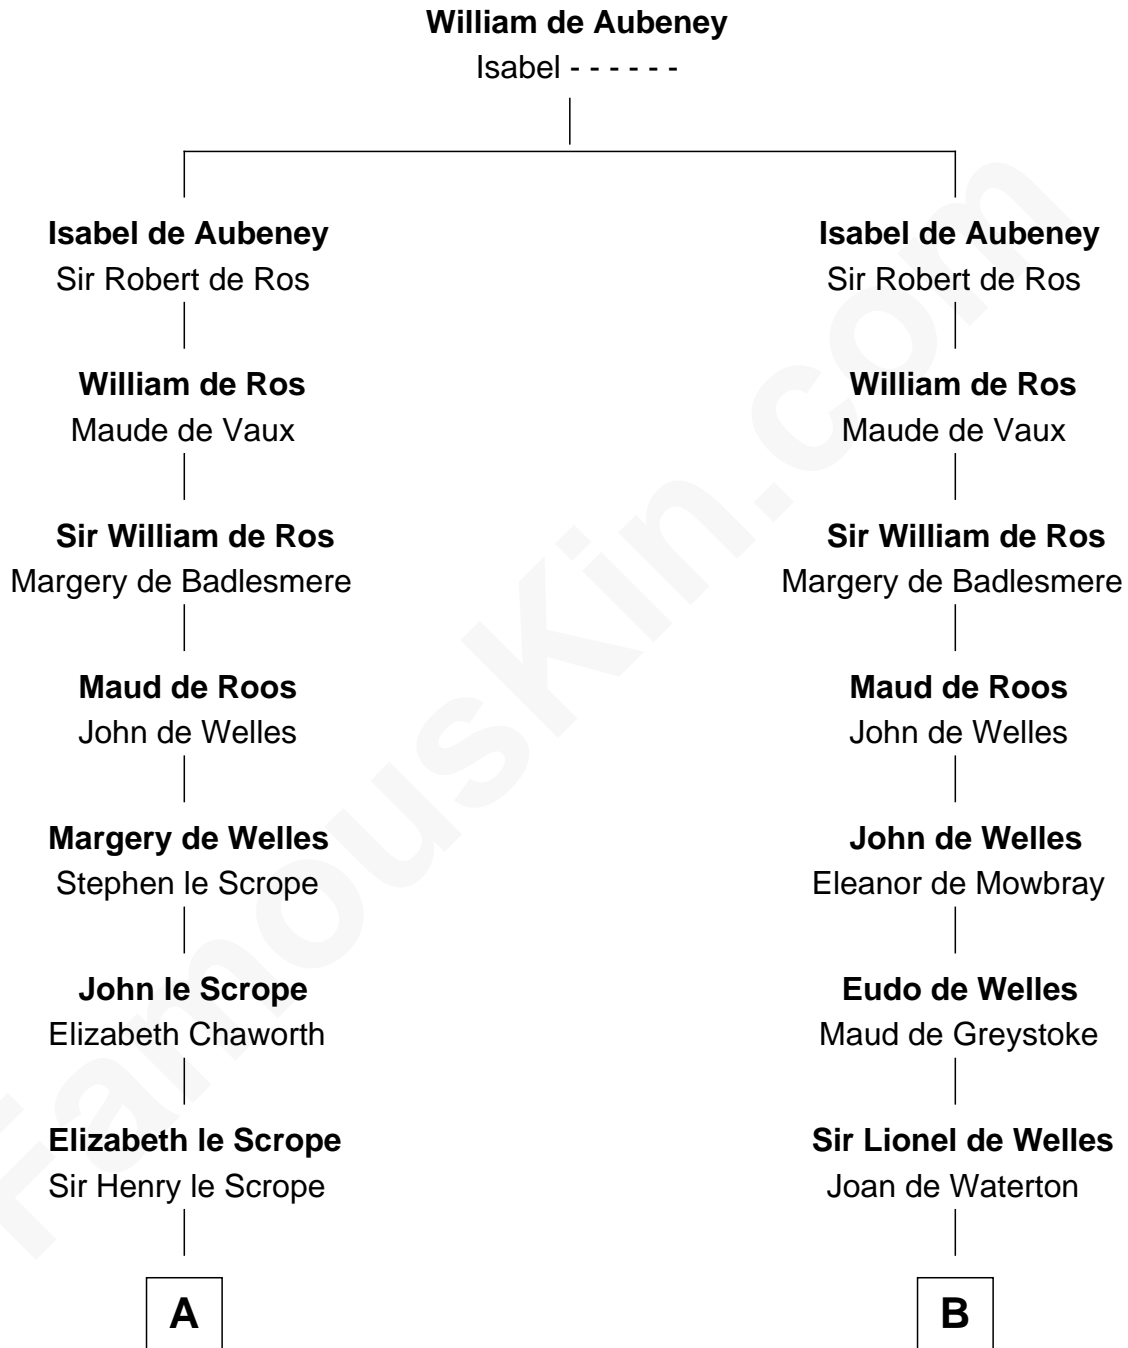 William de Aubeney
Isabel - - - - - -
Isabel de Aubeney
Sir Robert de Ros
William de Ros
Maude de Vaux
Sir William de Ros
Margery de Badlesmere
Maud de Roos
John de Welles
Margery de Welles
Stephen le Scrope
John le Scrope
Elizabeth Chaworth
Elizabeth le Scrope
Sir Henry le Scrope
A
Isabel de Aubeney
Sir Robert de Ros
William de Ros
Maude de Vaux
Sir William de Ros
Margery de Badlesmere
Maud de Roos
John de Welles
John de Welles
Eleanor de Mowbray
Eudo de Welles
Maud de Greystoke
Sir Lionel de Welles
Joan de Waterton
B
FamousKin.com